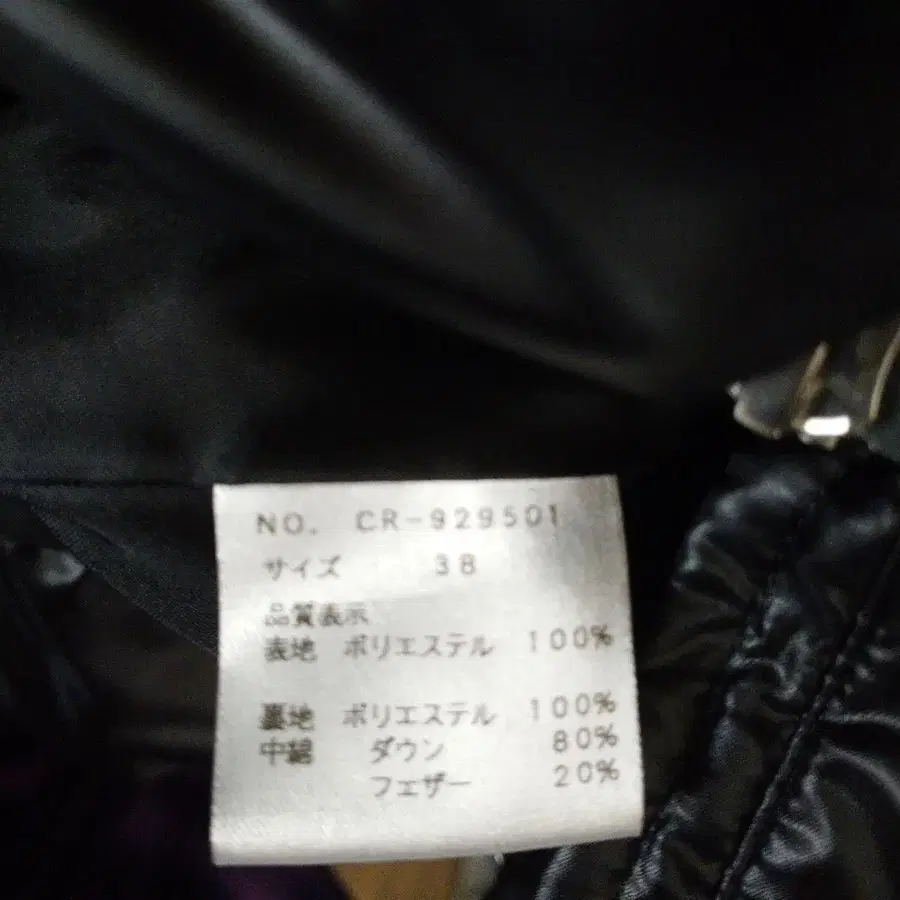 NO. CR-929501
サイズ 38
品質表示
表地 ポリエステル 100%
裏地 ポリエステル 100%
中綿 ダウン 80%
フェザー 20%